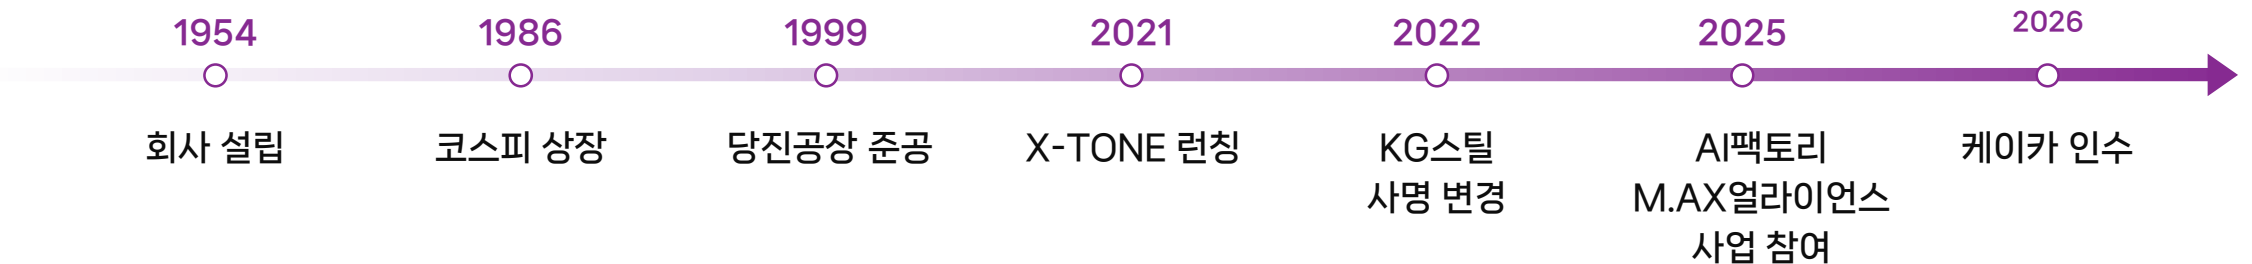 1954
회사 설립
1986
코스피 상장
1999
당진공장 준공
2021
X-TONE 런칭
2022
KG스틸
사명 변경
2025
AI팩토리
M.AX얼라이언스
사업 참여
2026
케이카 인수